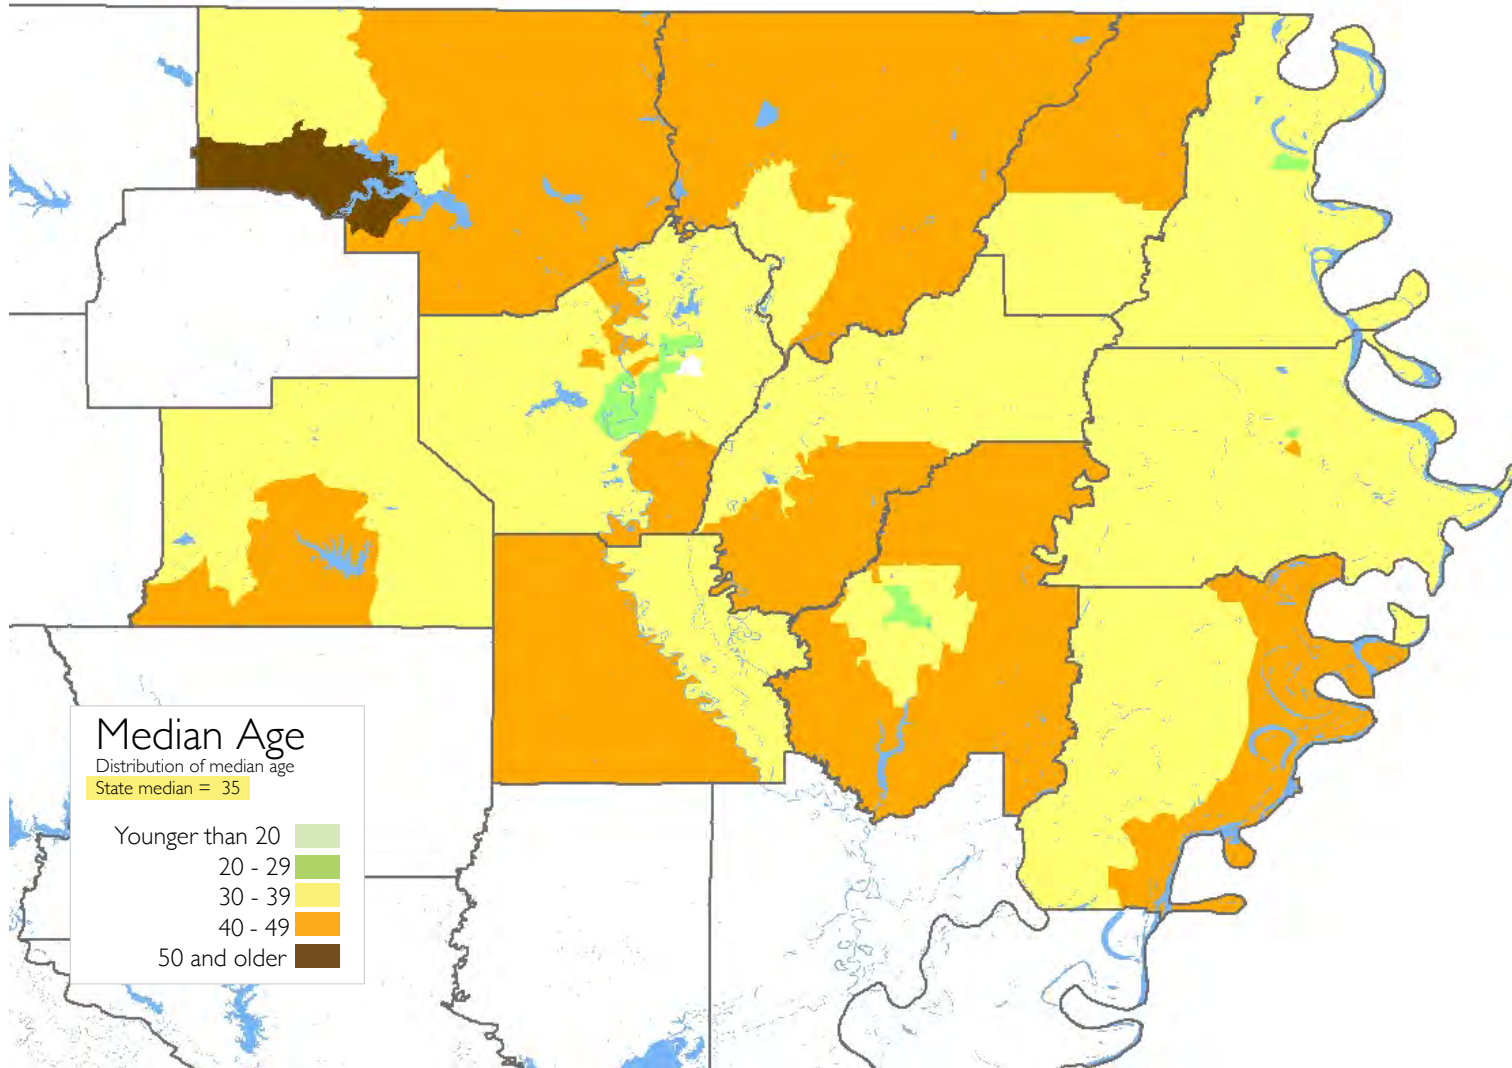 Median Age
Distribution of median age
State median = 35
Younger than 20
20 - 29
30 - 39
40 - 49
50 and older